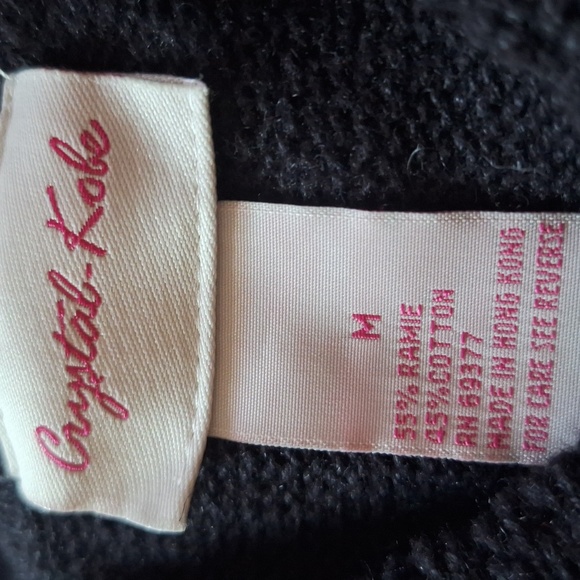 Crystal-Kobe
M
55% RAMIE
45% COTTON
RN 69377
MADE IN HONG KONG
FOR CARE SEE REVERSE